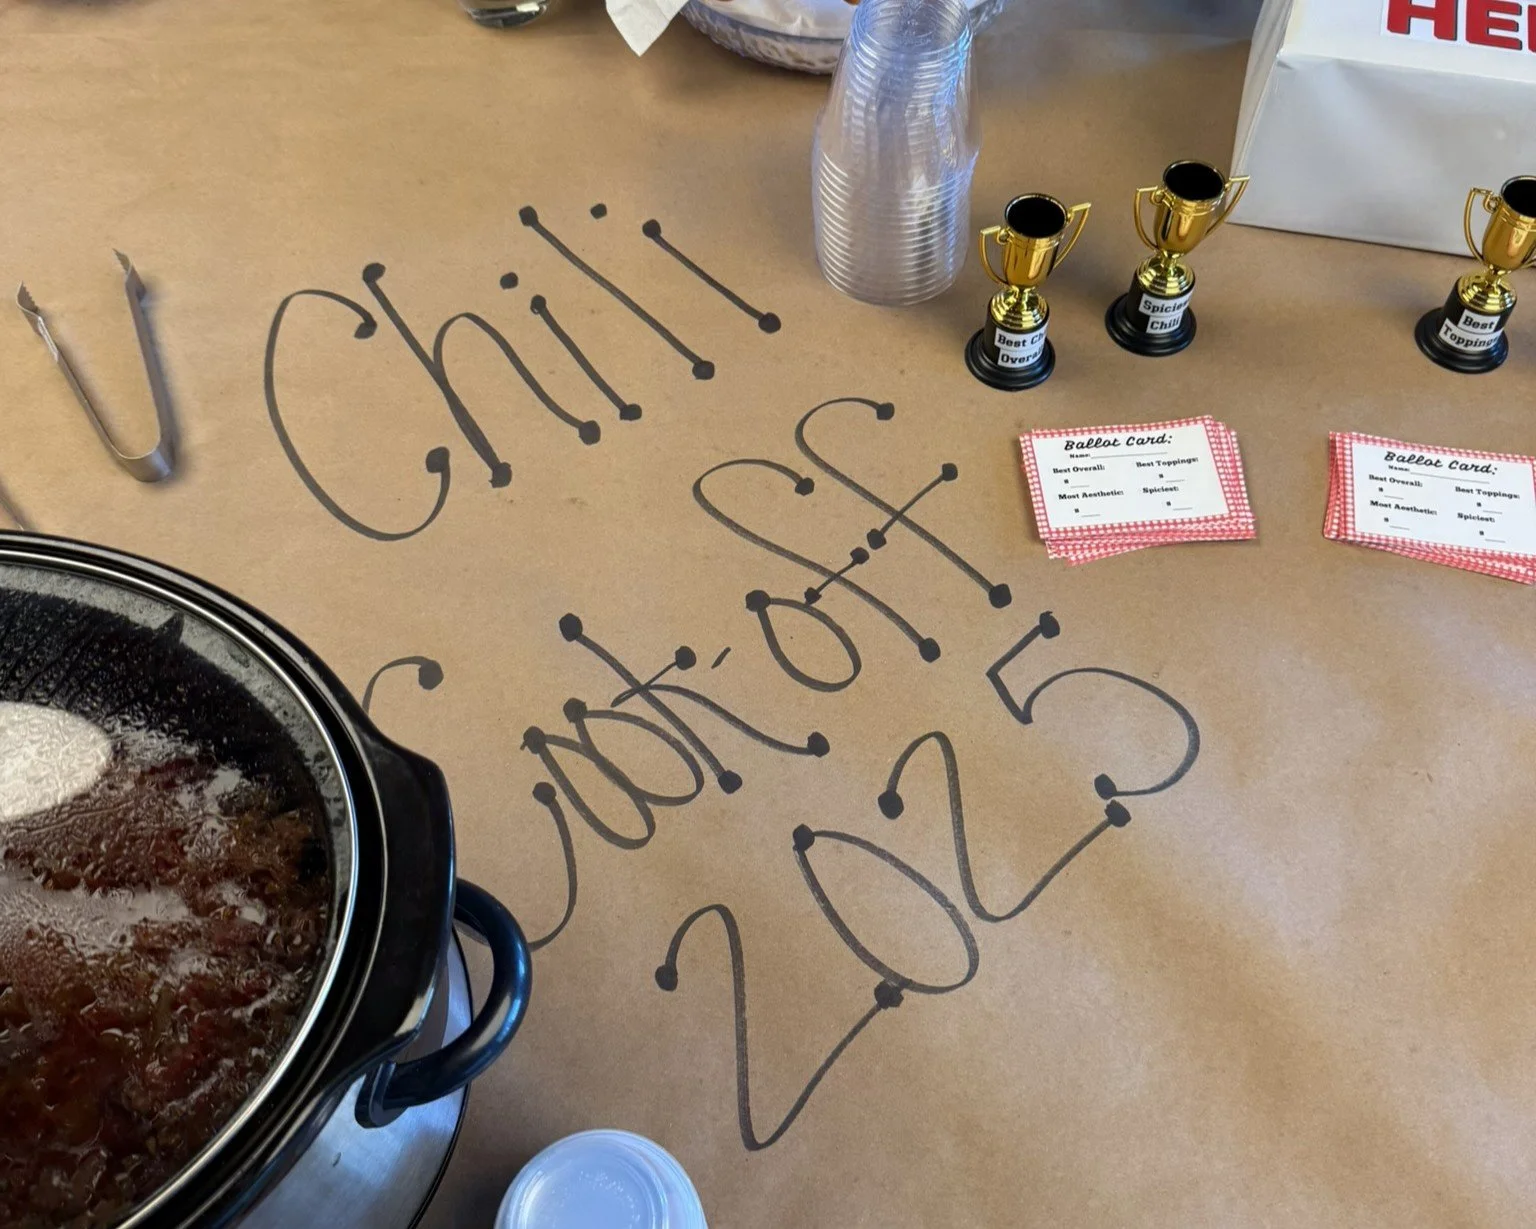 Chili
Cook-off
2025
Best Overall
Spiciest
Chili
Best
Toppings
Ballot Card:
Name:
Best Overall: Best Toppings:
# #
Most Aesthetic: Spiciest:
# #
Ballot Card:
Name:
Best Overall: Best Toppings:
# #
Most Aesthetic: Spiciest:
# #